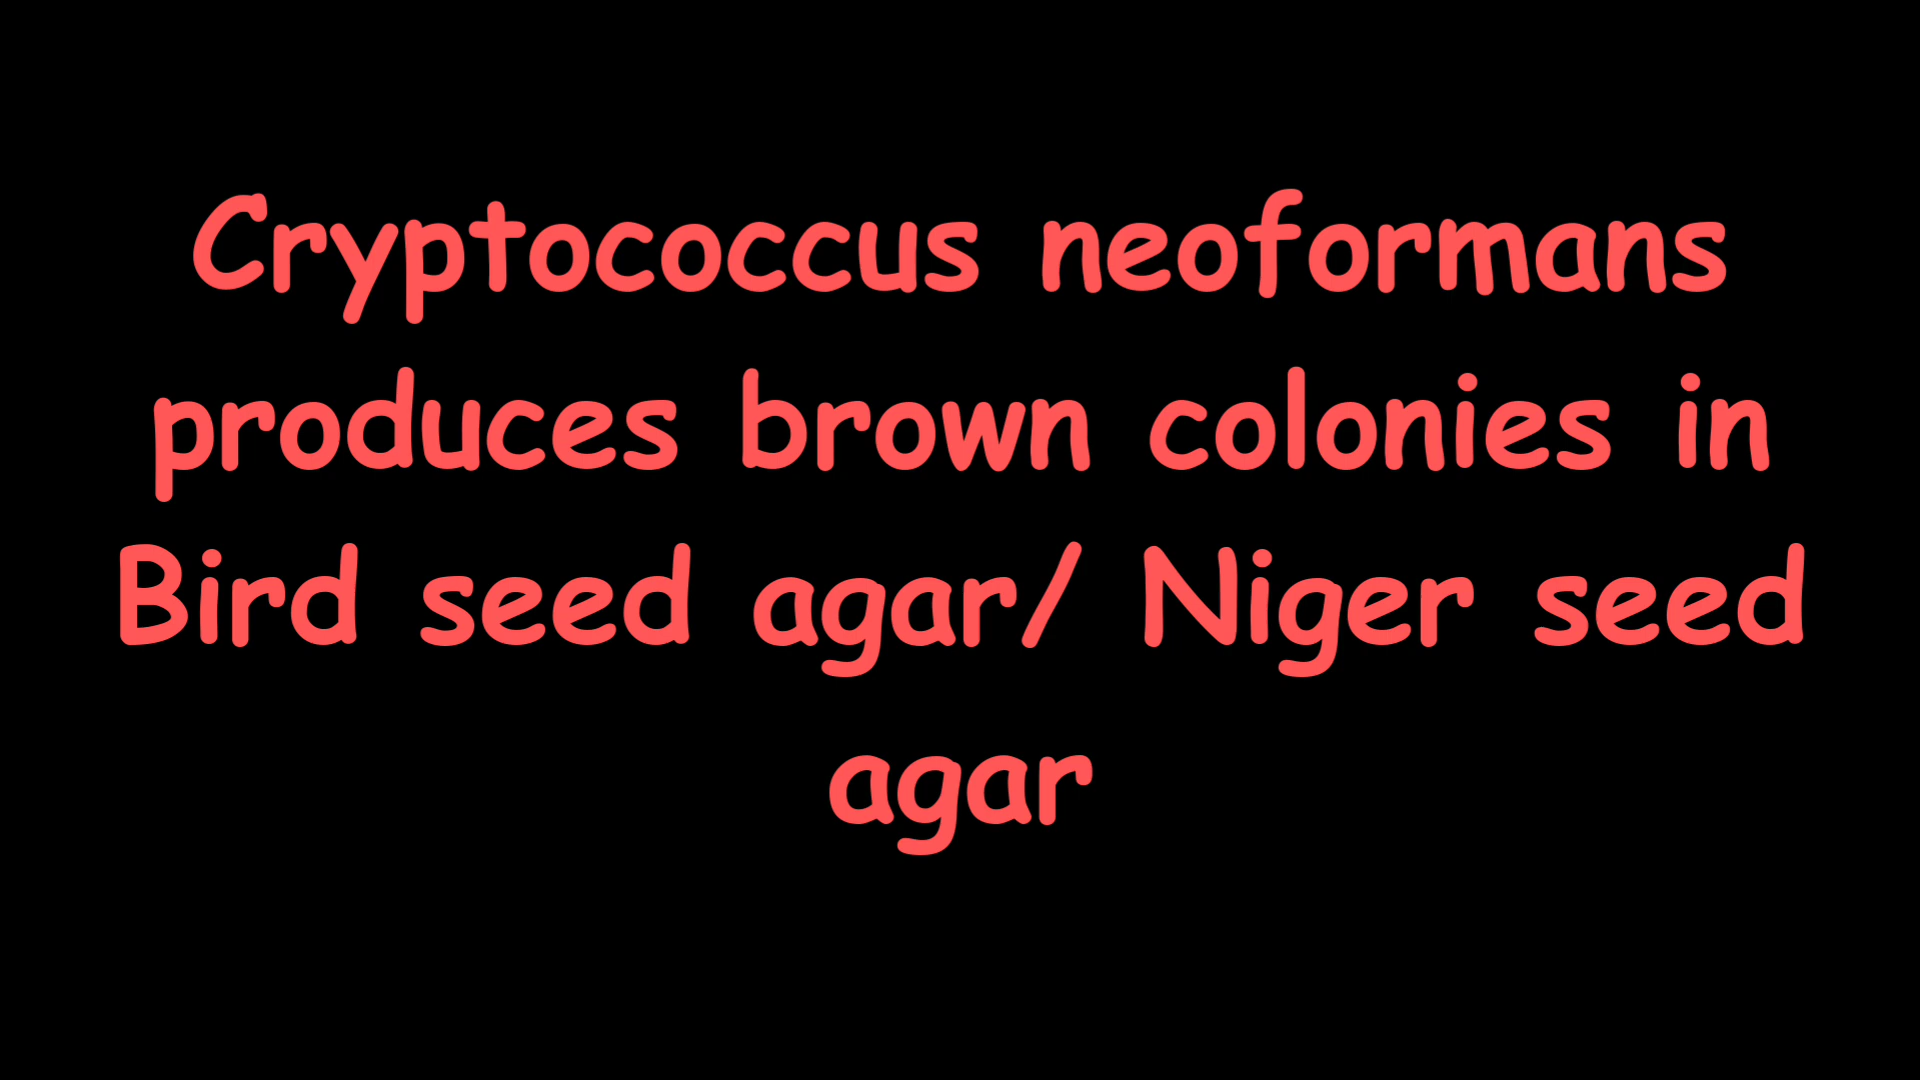 Cryptococcus neoformans
produces brown colonies in
Bird seed agar/ Niger seed
agar